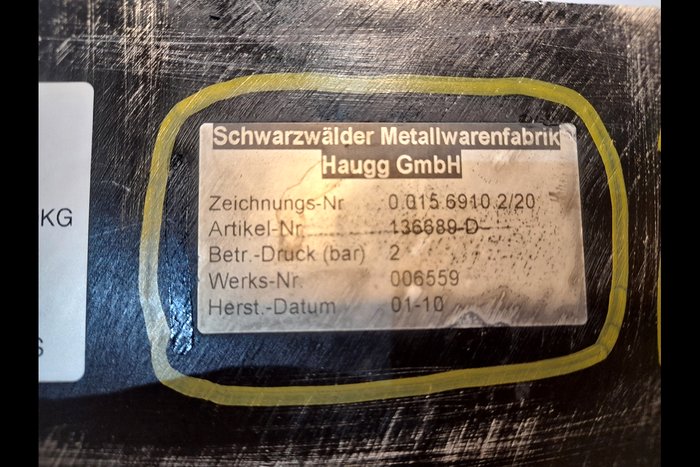 Schwarzwälder Metallwarenfabrik
Haugg GmbH
Zeichnungs-Nr 0.015.6910.2/20
Artikel-Nr. 136689-D
Betr.-Druck (bar) 2
Werks-Nr. 006559
Herst.-Datum 01-10
KG